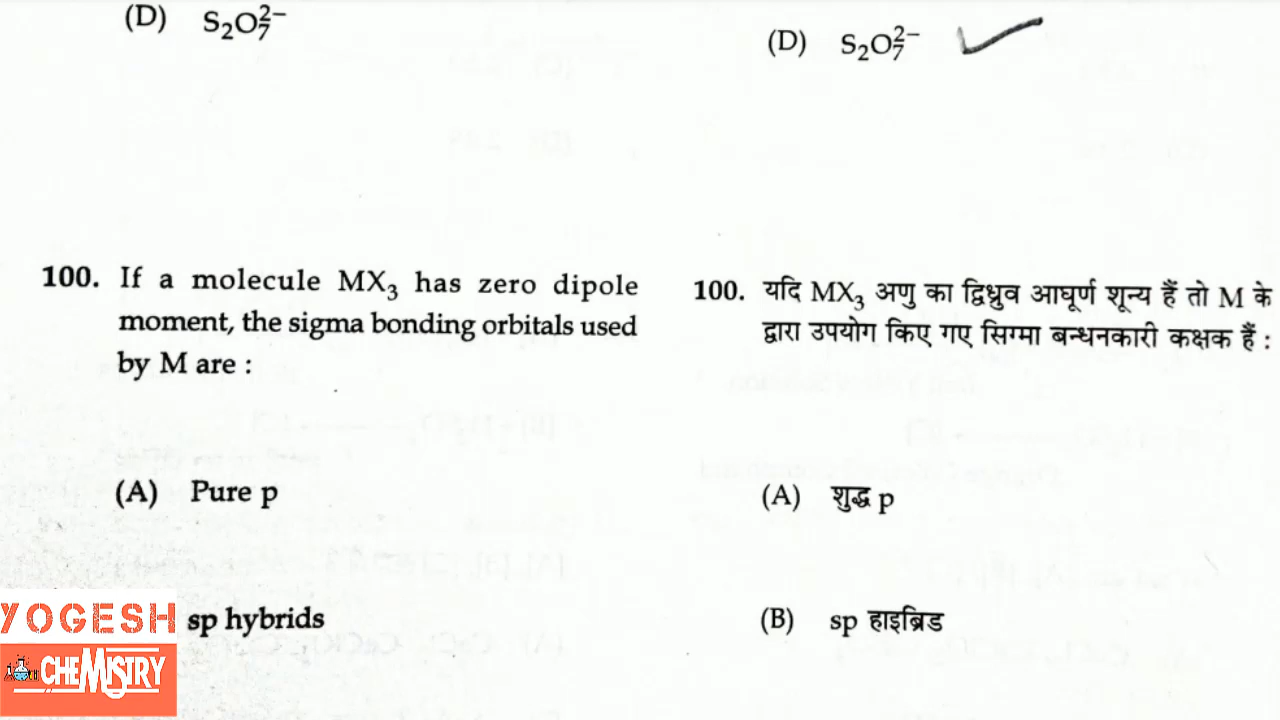 (D) S₂O₇²⁻
100. If a molecule MX₃ has zero dipole
moment, the sigma bonding orbitals used
by M are :
(A) Pure p
sp hybrids
(D) S₂O₇²⁻
100. यदि MX₃ अणु का द्विध्रुव आघूर्ण शून्य हैं तो M के
द्वारा उपयोग किए गए सिग्मा बन्धनकारी कक्षक हैं :
(A) शुद्ध p
(B) sp हाइब्रिड
YOGESH
CHEMISTRY